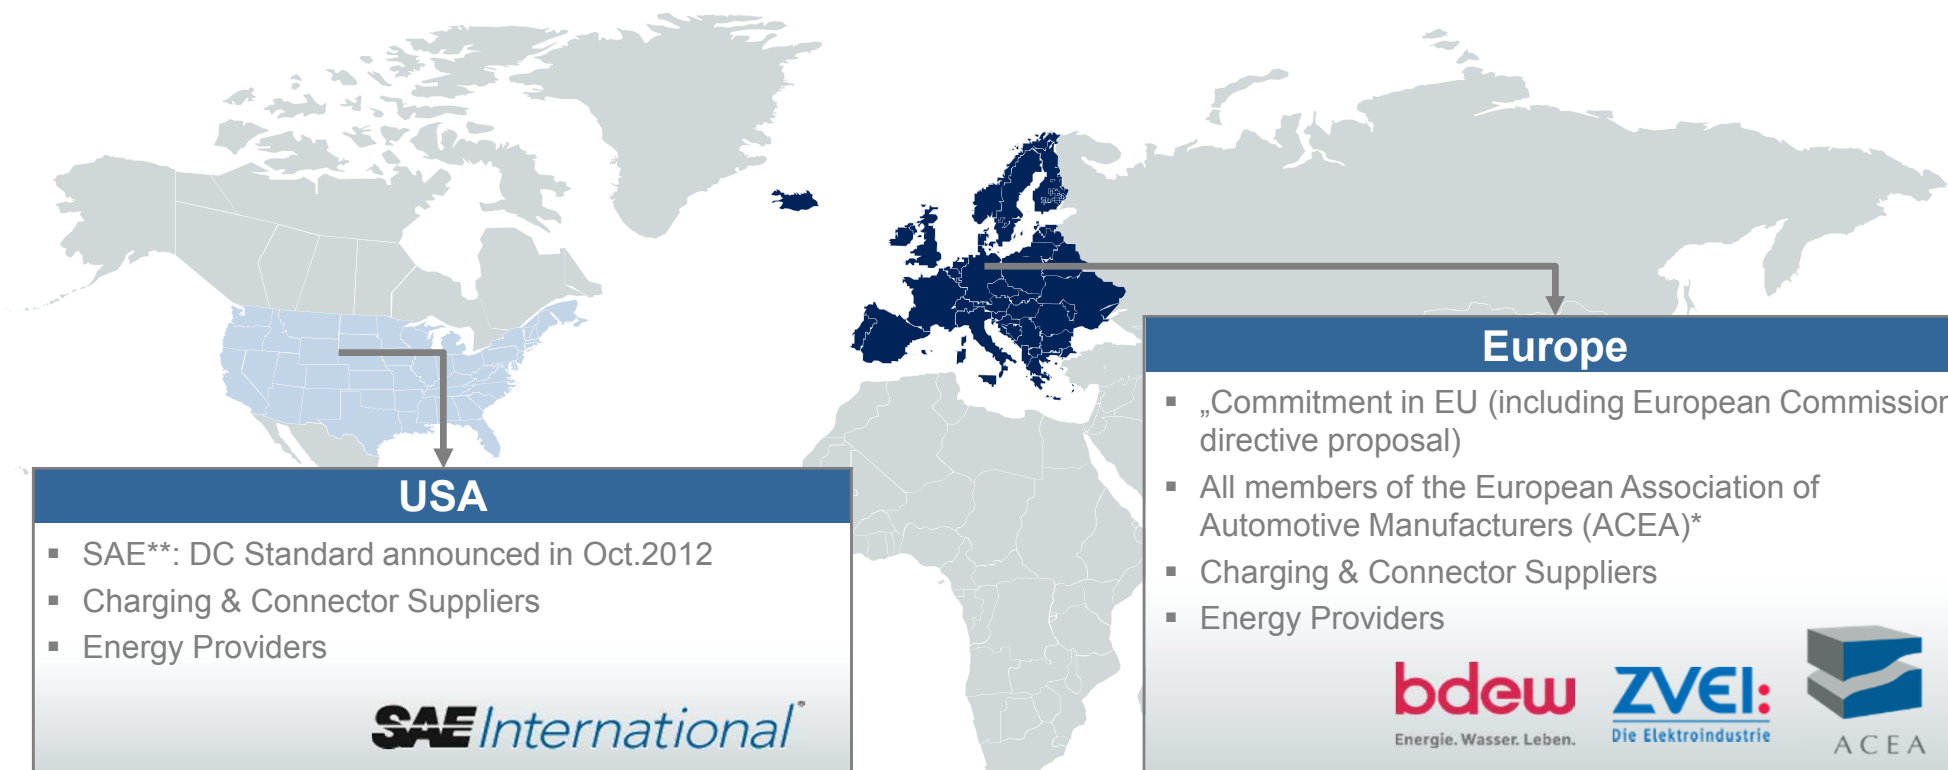 USA
▪ SAE**: DC Standard announced in Oct.2012
▪ Charging & Connector Suppliers
▪ Energy Providers
SAE International®
Europe
▪ „Commitment in EU (including European Commission
directive proposal)
▪ All members of the European Association of
Automotive Manufacturers (ACEA)*
▪ Charging & Connector Suppliers
▪ Energy Providers
bdew
Energie. Wasser. Leben.
ZVEI:
Die Elektroindustrie
ACEA